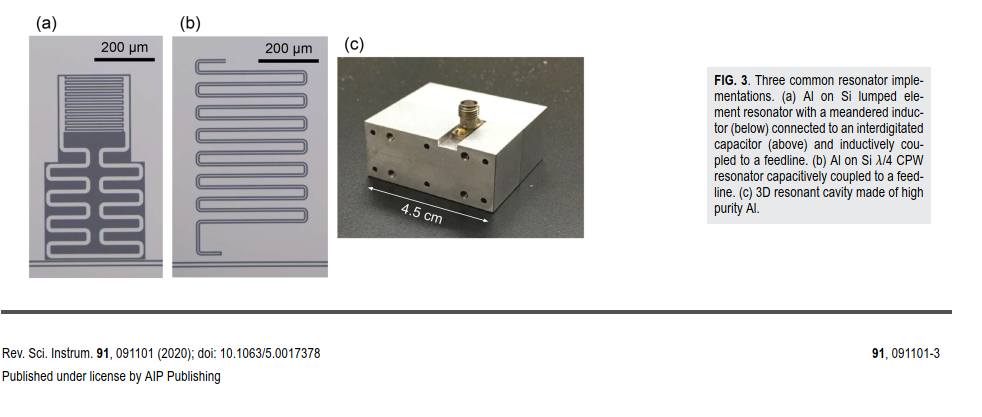 (a)
(b)
(c)
200 μm
200 μm
4.5 cm
FIG. 3. Three common resonator imple-
mentations. (a) Al on Si lumped ele-
ment resonator with a meandered induc-
tor (below) connected to an interdigitated
capacitor (above) and inductively cou-
pled to a feedline. (b) Al on Si λ/4 CPW
resonator capacitively coupled to a feed-
line. (c) 3D resonant cavity made of high
purity Al.
Rev. Sci. Instrum. 91, 091101 (2020); doi: 10.1063/5.0017378
91, 091101-3
Published under license by AIP Publishing